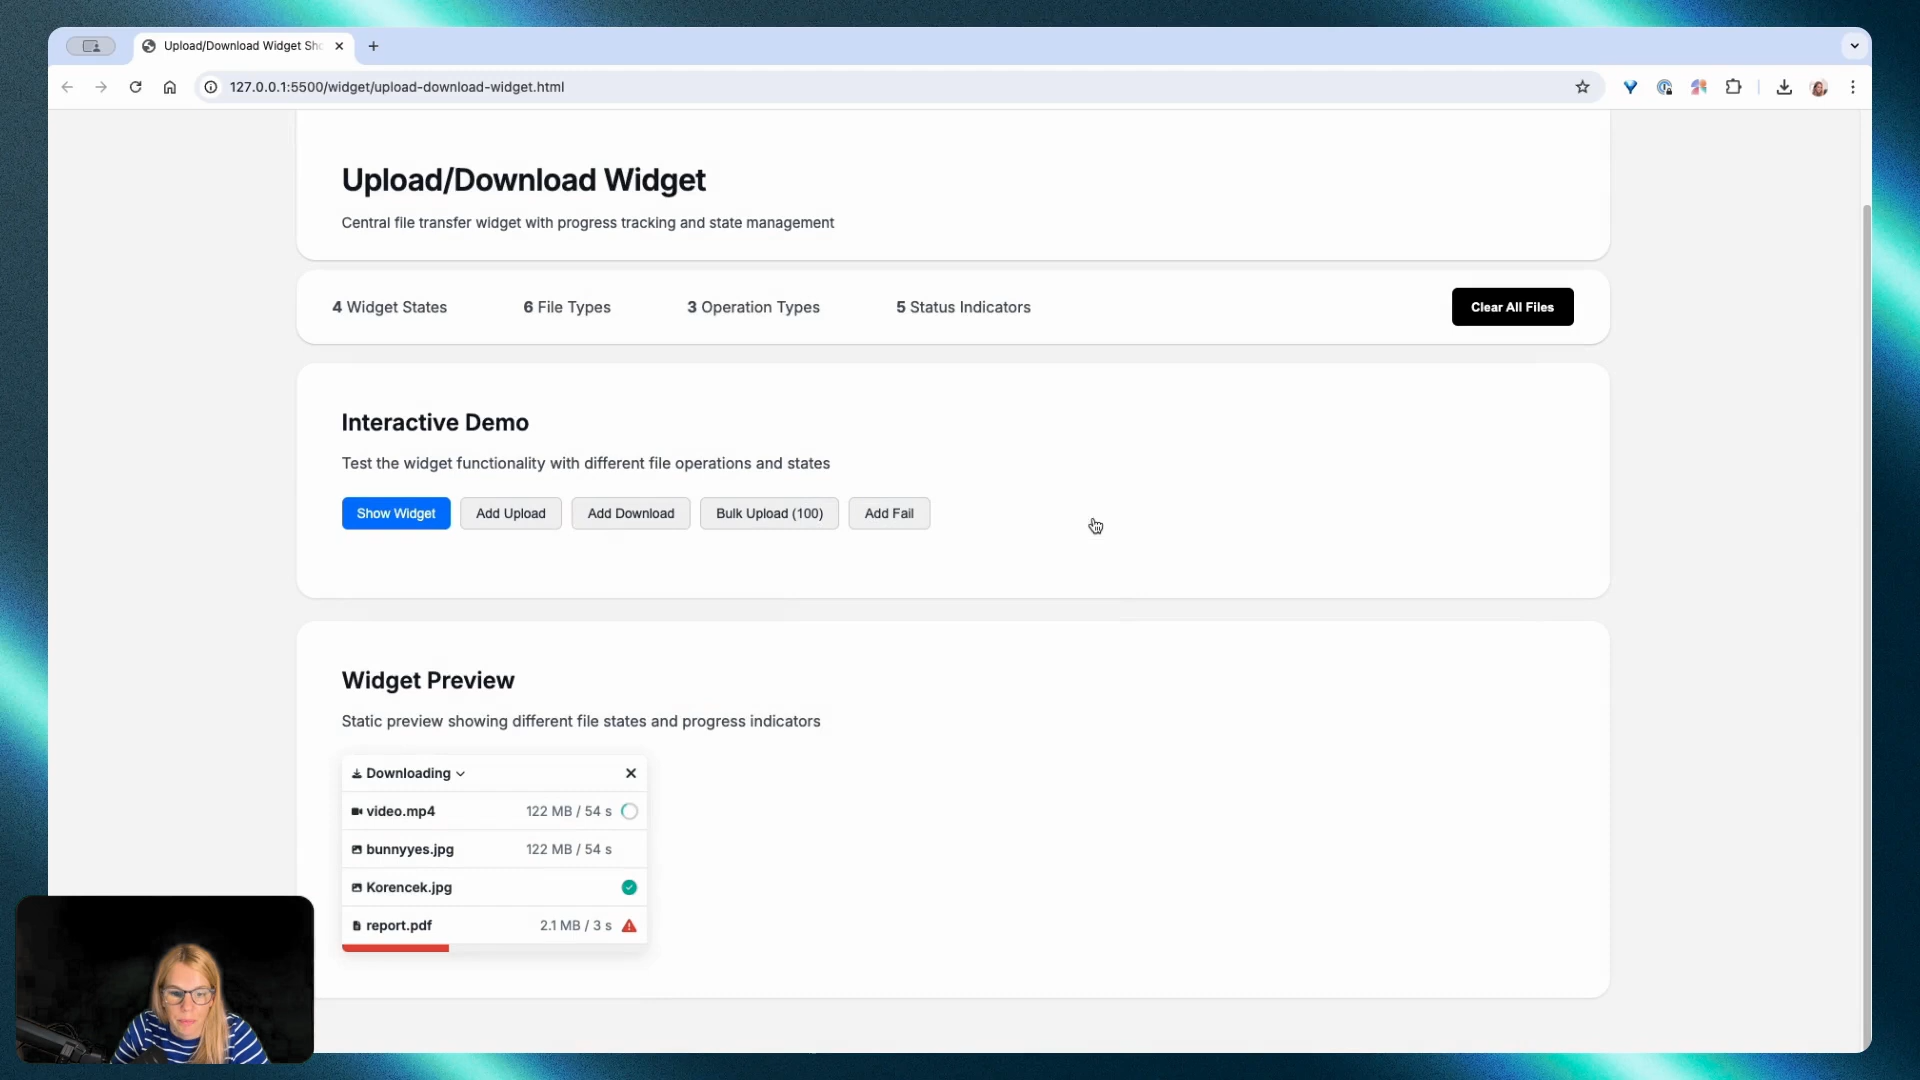 Upload/Download Widget Sho
127.0.0.1:5500/widget/upload-download-widget.html
Upload/Download Widget
Central file transfer widget with progress tracking and state management
4 Widget States
6 File Types
3 Operation Types
5 Status Indicators
Clear All Files
Interactive Demo
Test the widget functionality with different file operations and states
Show Widget
Add Upload
Add Download
Bulk Upload (100)
Add Fail
Widget Preview
Static preview showing different file states and progress indicators
Downloading
video.mp4 122 MB / 54 s
bunnyyes.jpg 122 MB / 54 s
Korencek.jpg
report.pdf 2.1 MB / 3 s